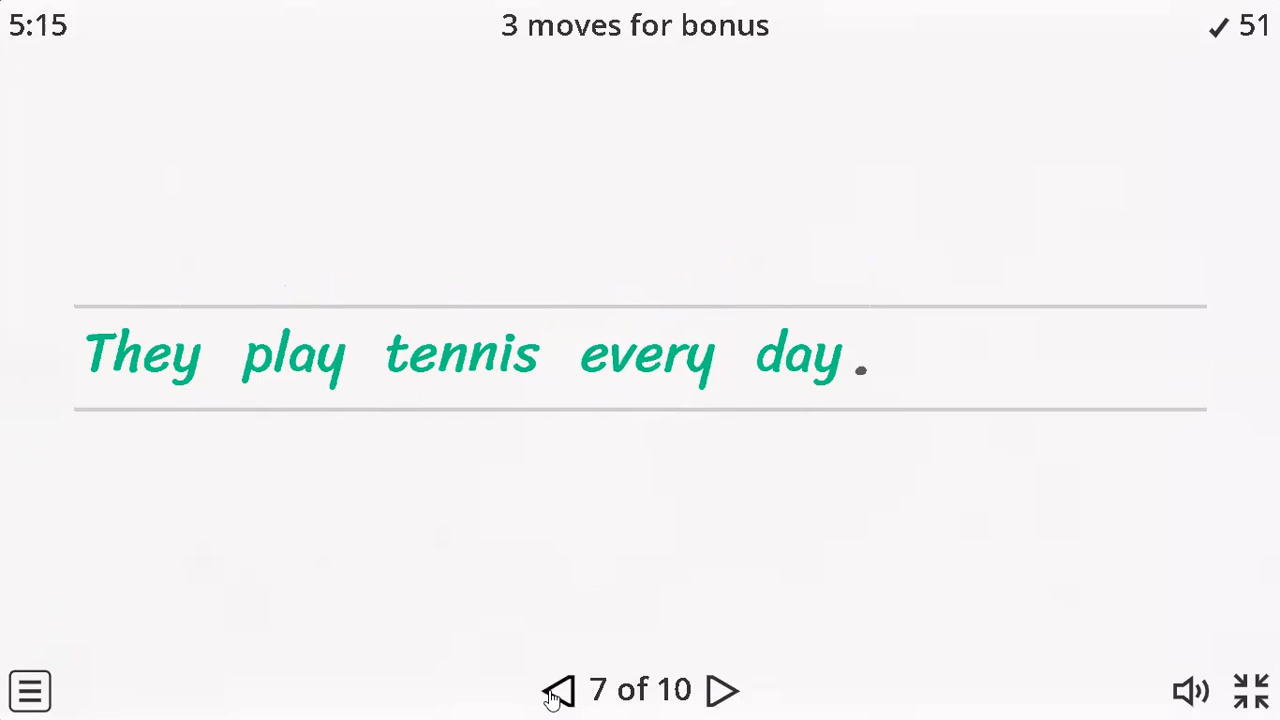 5:15 3 moves for bonus ✓ 51
They play tennis every day.
7 of 10